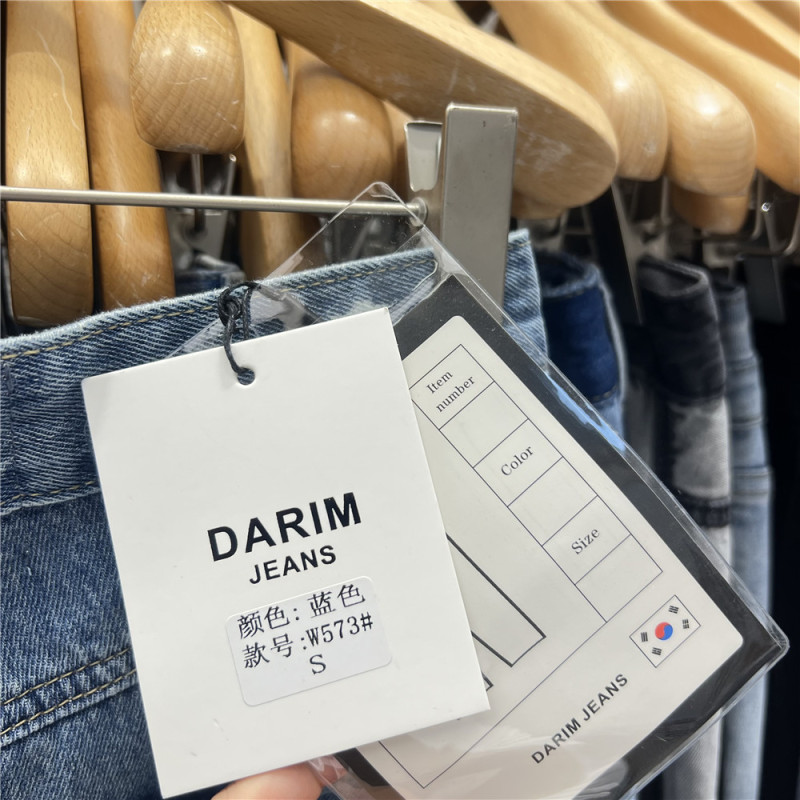 DARIM
JEANS
颜色: 蓝色
款号:W573#
S
Item
number
Color
Size
DARIM JEANS